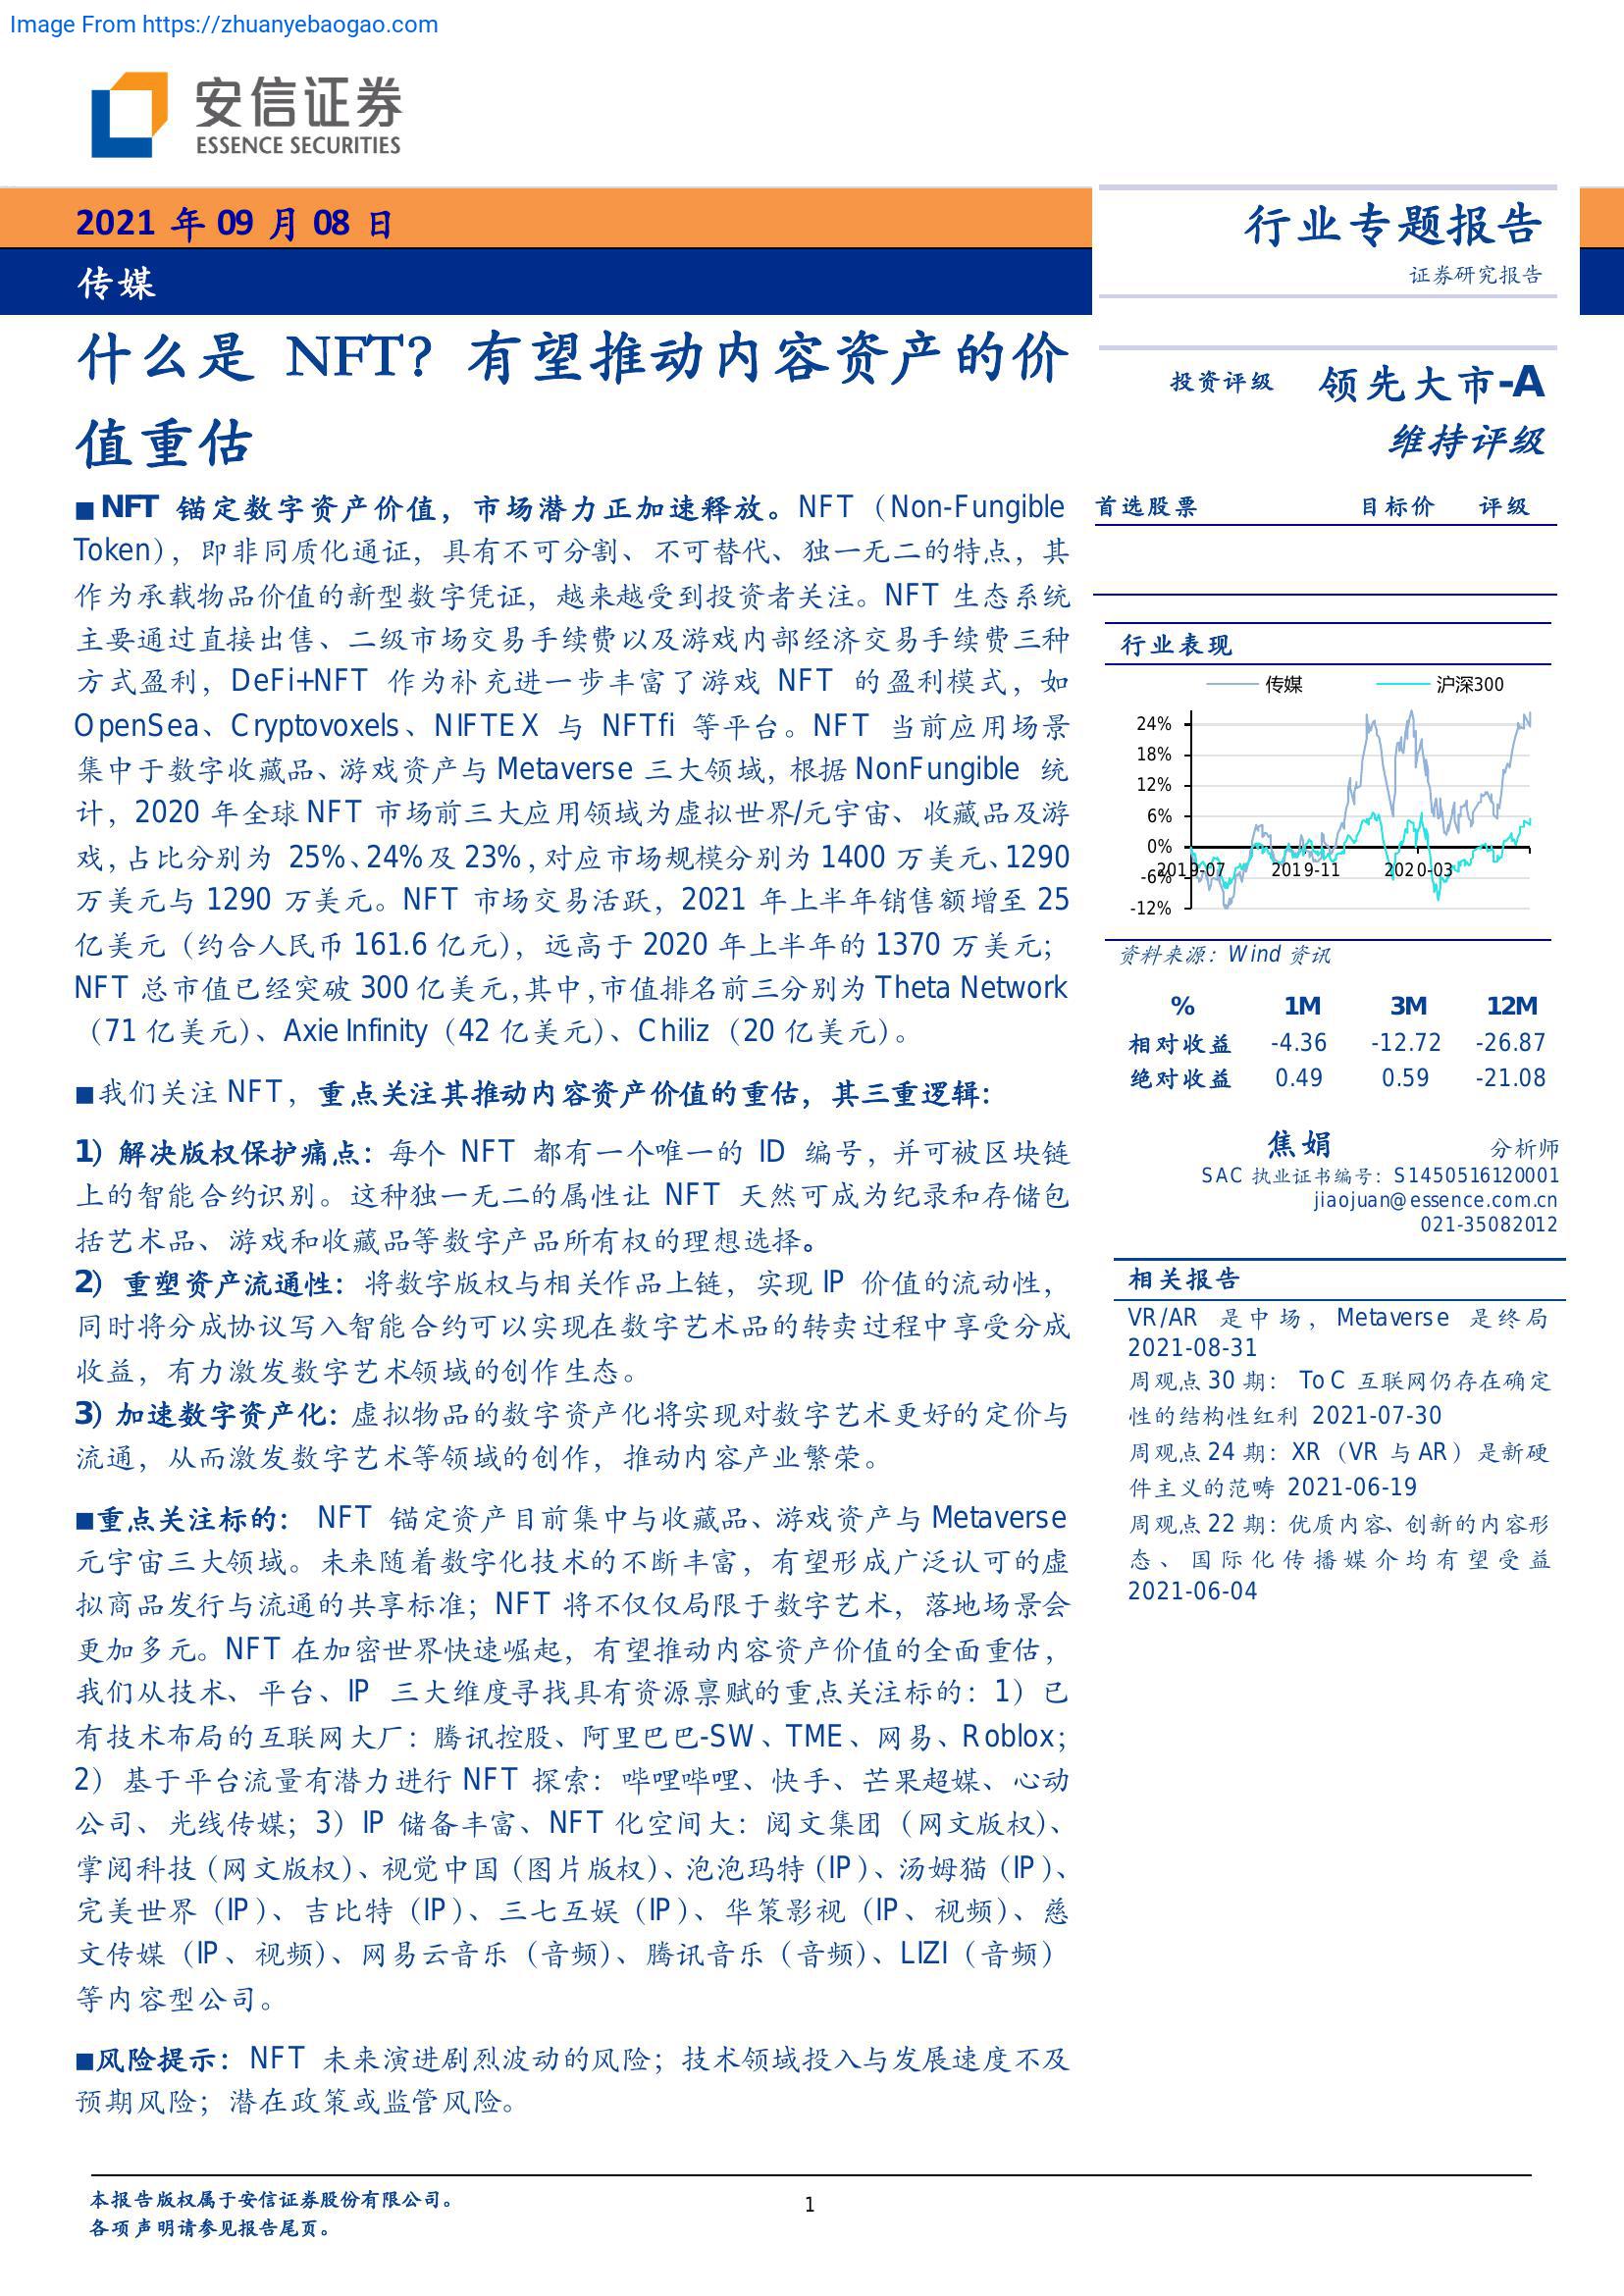 Image From https://zhuanyebaogao.com
安信证券
ESSENCE SECURITIES
2021 年 09 月 08 日
传媒
什么是 NFT？有望推动内容资产的价
值重估
■NFT 锚定数字资产价值，市场潜力正加速释放。NFT（Non-Fungible
Token），即非同质化通证，具有不可分割、不可替代、独一无二的特点，其
作为承载物品价值的新型数字凭证，越来越受到投资者关注。NFT 生态系统
主要通过直接出售、二级市场交易手续费以及游戏内部经济交易手续费三种
方式盈利，DeFi+NFT 作为补充进一步丰富了游戏 NFT 的盈利模式，如
OpenSea、Cryptovoxels、NIFTEX 与 NFTfi 等平台。NFT 当前应用场景
集中于数字收藏品、游戏资产与 Metaverse 三大领域，根据 NonFungible 统
计，2020 年全球 NFT 市场前三大应用领域为虚拟世界/元宇宙、收藏品及游
戏，占比分别为 25%、24%及 23%，对应市场规模分别为 1400 万美元、1290
万美元与 1290 万美元。NFT 市场交易活跃，2021 年上半年销售额增至 25
亿美元（约合人民币 161.6 亿元），远高于 2020 年上半年的 1370 万美元；
NFT 总市值已经突破 300 亿美元，其中，市值排名前三分别为 Theta Network
（71 亿美元）、Axie Infinity（42 亿美元）、Chiliz（20 亿美元）。
■我们关注 NFT，重点关注其推动内容资产价值的重估，其三重逻辑：
1）解决版权保护痛点：每个 NFT 都有一个唯一的 ID 编号，并可被区块链
上的智能合约识别。这种独一无二的属性让 NFT 天然可成为纪录和存储包
括艺术品、游戏和收藏品等数字产品所有权的理想选择。
2）重塑资产流通性：将数字版权与相关作品上链，实现 IP 价值的流动性，
同时将分成协议写入智能合约可以实现在数字艺术品的转卖过程中享受分成
收益，有力激发数字艺术领域的创作生态。
3）加速数字资产化：虚拟物品的数字资产化将实现对数字艺术更好的定价与
流通，从而激发数字艺术等领域的创作，推动内容产业繁荣。
■重点关注标的： NFT 锚定资产目前集中与收藏品、游戏资产与 Metaverse
元宇宙三大领域。未来随着数字化技术的不断丰富，有望形成广泛认可的虚
拟商品发行与流通的共享标准；NFT 将不仅仅局限于数字艺术，落地场景会
更加多元。NFT 在加密世界快速崛起，有望推动内容资产价值的全面重估，
我们从技术、平台、IP 三大维度寻找具有资源禀赋的重点关注标的：1）已
有技术布局的互联网大厂：腾讯控股、阿里巴巴-SW、TME、网易、Roblox；
2）基于平台流量有潜力进行 NFT 探索：哔哩哔哩、快手、芒果超媒、心动
公司、光线传媒；3）IP 储备丰富、NFT 化空间大：阅文集团（网文版权）、
掌阅科技（网文版权）、视觉中国（图片版权）、泡泡玛特（IP）、汤姆猫（IP）、
完美世界（IP）、吉比特（IP）、三七互娱（IP）、华策影视（IP、视频）、慈
文传媒（IP、视频）、网易云音乐（音频）、腾讯音乐（音频）、LIZI（音频）
等内容型公司。
■风险提示：NFT 未来演进剧烈波动的风险；技术领域投入与发展速度不及
预期风险；潜在政策或监管风险。
行业专题报告
证券研究报告
投资评级 领先大市-A
维持评级
首选股票 目标价 评级
行业表现
传媒 沪深300
24%
18%
12%
6%
0%
-6%
-12%
2019-07 2019-11 2020-03
资料来源：Wind 资讯
% 1M 3M 12M
相对收益 -4.36 -12.72 -26.87
绝对收益 0.49 0.59 -21.08
焦娟 分析师
SAC 执业证书编号：S1450516120001
jiaojuan@essence.com.cn
021-35082012
相关报告
VR/AR 是中场，Metaverse 是终局
2021-08-31
周观点 30 期： To C 互联网仍存在确定
性的结构性红利 2021-07-30
周观点 24 期：XR（VR 与 AR）是新硬
件主义的范畴 2021-06-19
周观点 22 期：优质内容、创新的内容形
态、国际化传播媒介均有望受益
2021-06-04
本报告版权属于安信证券股份有限公司。
各项声明请参见报告尾页。
1